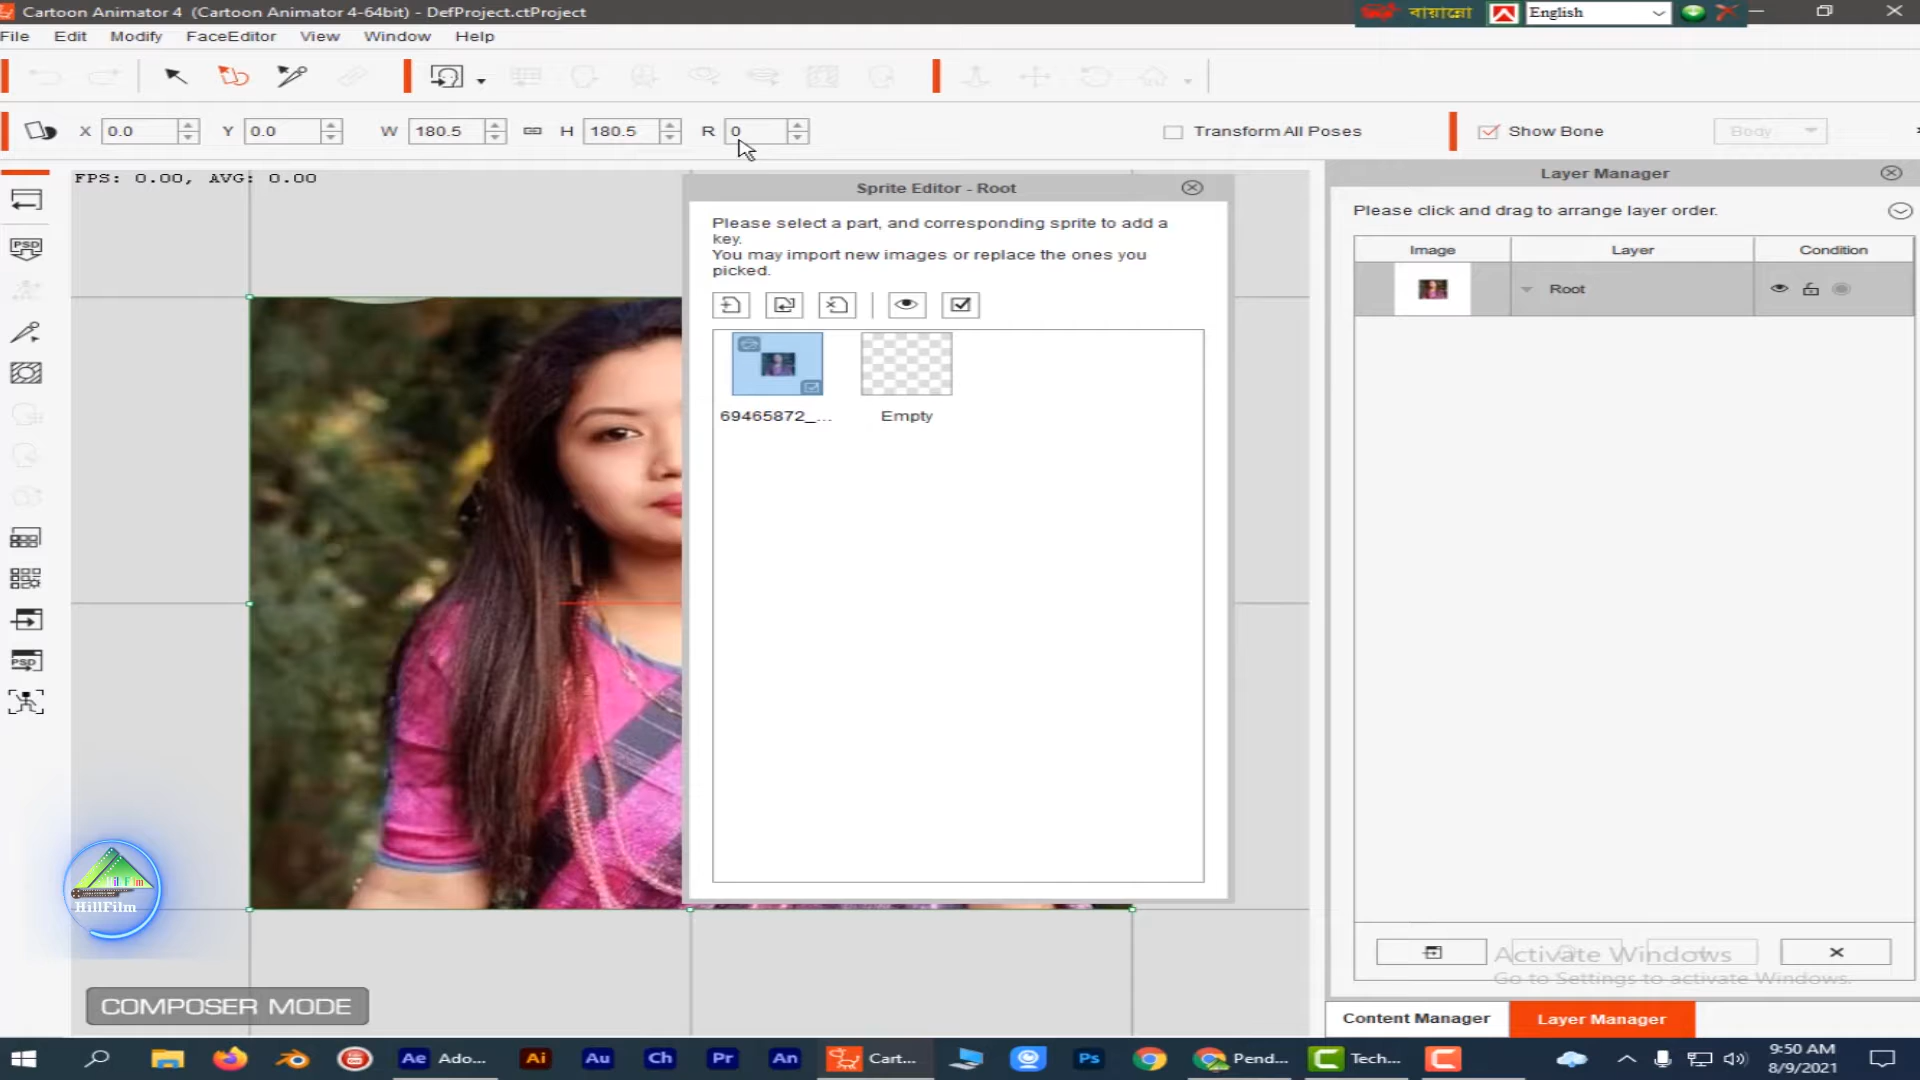 Cartoon Animator 4 (Cartoon Animator 4-64bit) - DefProject.ctProject
বায়ান্নো
English
File Edit Modify FaceEditor View Window Help
X 0.0 Y 0.0 W 180.5 H 180.5 R 0 Transform All Poses Show Bone Body
FPS: 0.00, AVG: 0.00
Sprite Editor - Root
Please select a part, and corresponding sprite to add a
key.
You may import new images or replace the ones you
picked.
69465872_... Empty
Layer Manager
Please click and drag to arrange layer order.
Image Layer Condition
Root
PSD
PSD
HillFilm
HillFilm
COMPOSER MODE
Activate Windows
Go to Settings to activate Windows.
Content Manager Layer Manager
Ae Ado... Ai Au Ch Pr An Cart... Ps Pend... Tech...
9:50 AM
8/9/2021